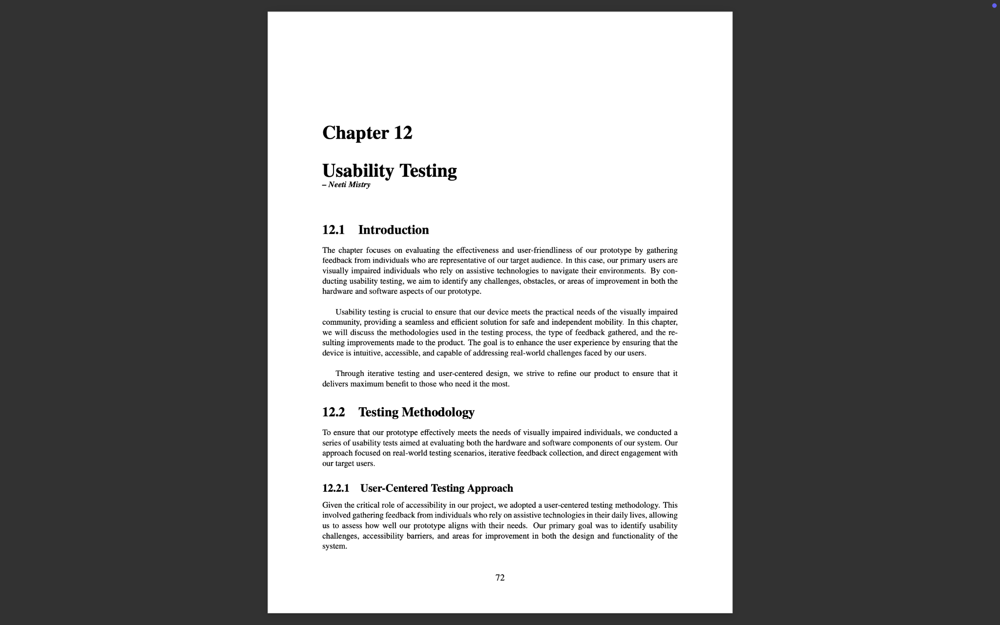 Chapter 12
Usability Testing
– Neeti Mistry
12.1 Introduction
The chapter focuses on evaluating the effectiveness and user-friendliness of our prototype by gathering
feedback from individuals who are representative of our target audience. In this case, our primary users are
visually impaired individuals who rely on assistive technologies to navigate their environments. By con-
ducting usability testing, we aim to identify any challenges, obstacles, or areas of improvement in both the
hardware and software aspects of our prototype.
Usability testing is crucial to ensure that our device meets the practical needs of the visually impaired
community, providing a seamless and efficient solution for safe and independent mobility. In this chapter,
we will discuss the methodologies used in the testing process, the type of feedback gathered, and the re-
sulting improvements made to the product. The goal is to enhance the user experience by ensuring that the
device is intuitive, accessible, and capable of addressing real-world challenges faced by our users.
Through iterative testing and user-centered design, we strive to refine our product to ensure that it
delivers maximum benefit to those who need it the most.
12.2 Testing Methodology
To ensure that our prototype effectively meets the needs of visually impaired individuals, we conducted a
series of usability tests aimed at evaluating both the hardware and software components of our system. Our
approach focused on real-world testing scenarios, iterative feedback collection, and direct engagement with
our target users.
12.2.1 User-Centered Testing Approach
Given the critical role of accessibility in our project, we adopted a user-centered testing methodology. This
involved gathering feedback from individuals who rely on assistive technologies in their daily lives, allowing
us to assess how well our prototype aligns with their needs. Our primary goal was to identify usability
challenges, accessibility barriers, and areas for improvement in both the design and functionality of the
system.
72